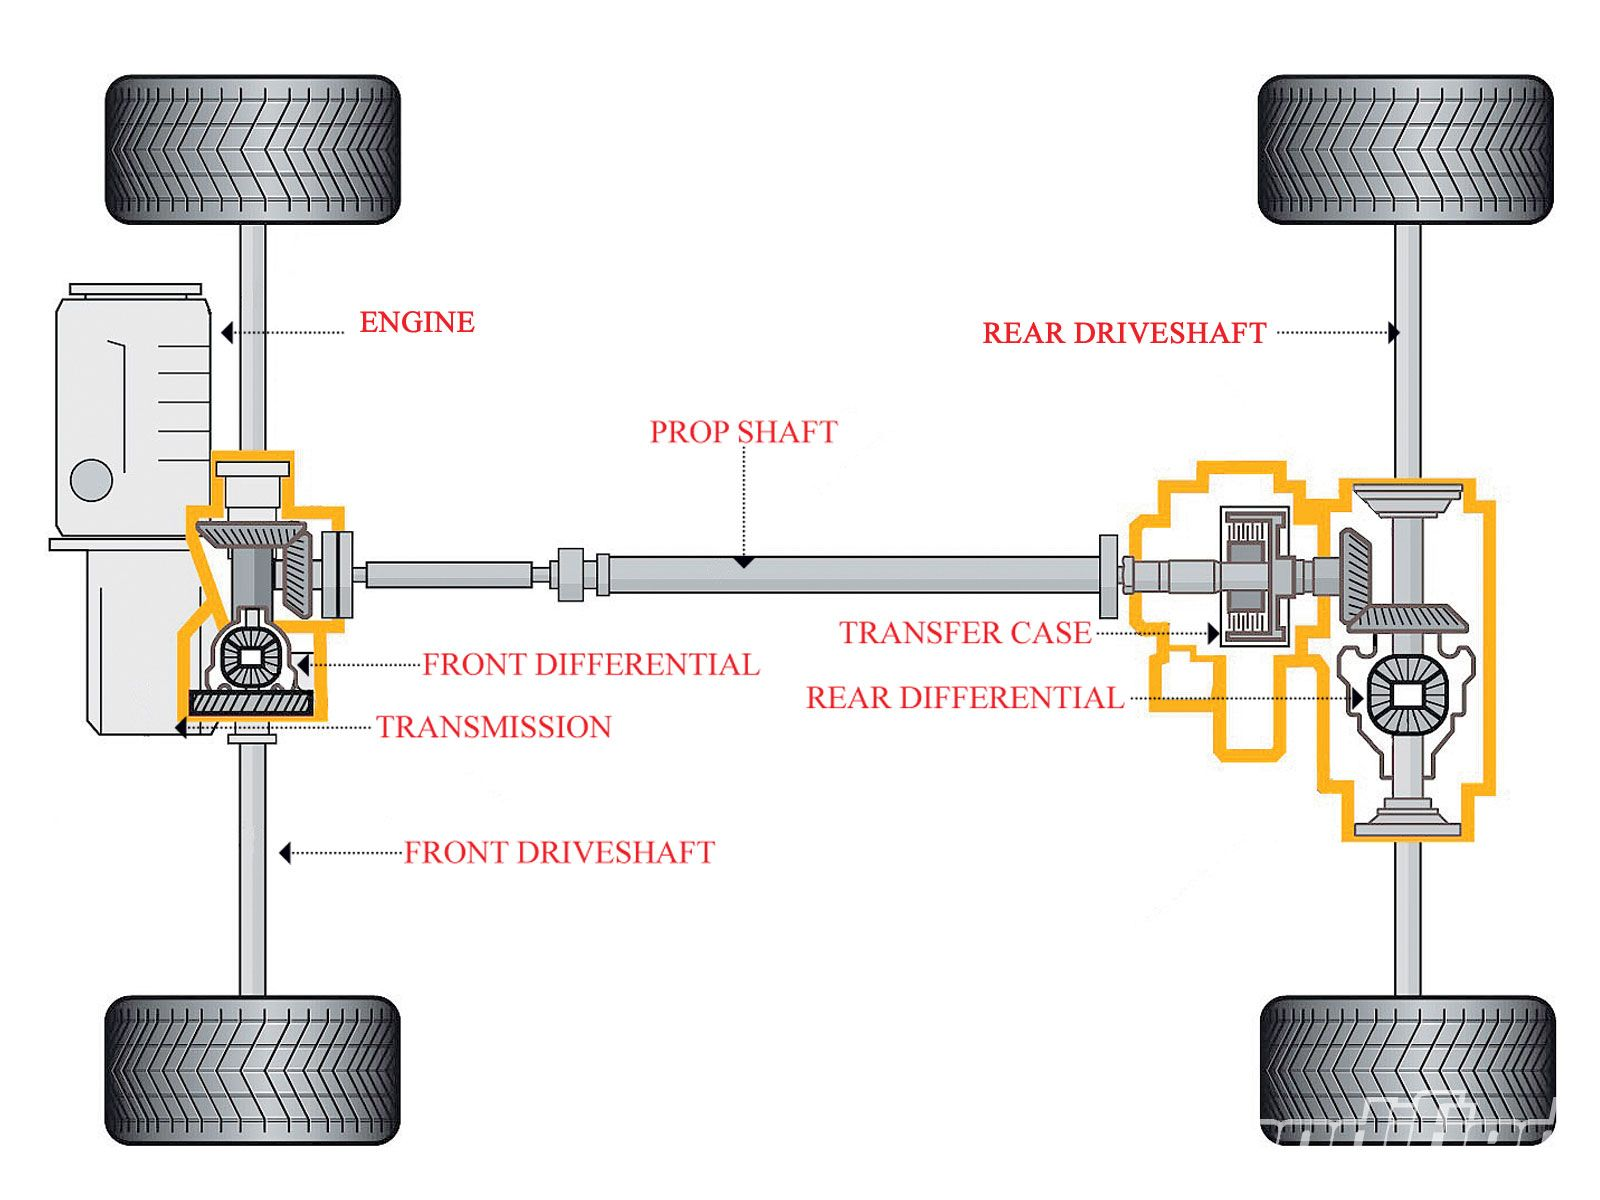 ENGINE
REAR DRIVESHAFT
PROP SHAFT
TRANSFER CASE
FRONT DIFFERENTIAL
REAR DIFFERENTIAL
TRANSMISSION
FRONT DRIVESHAFT